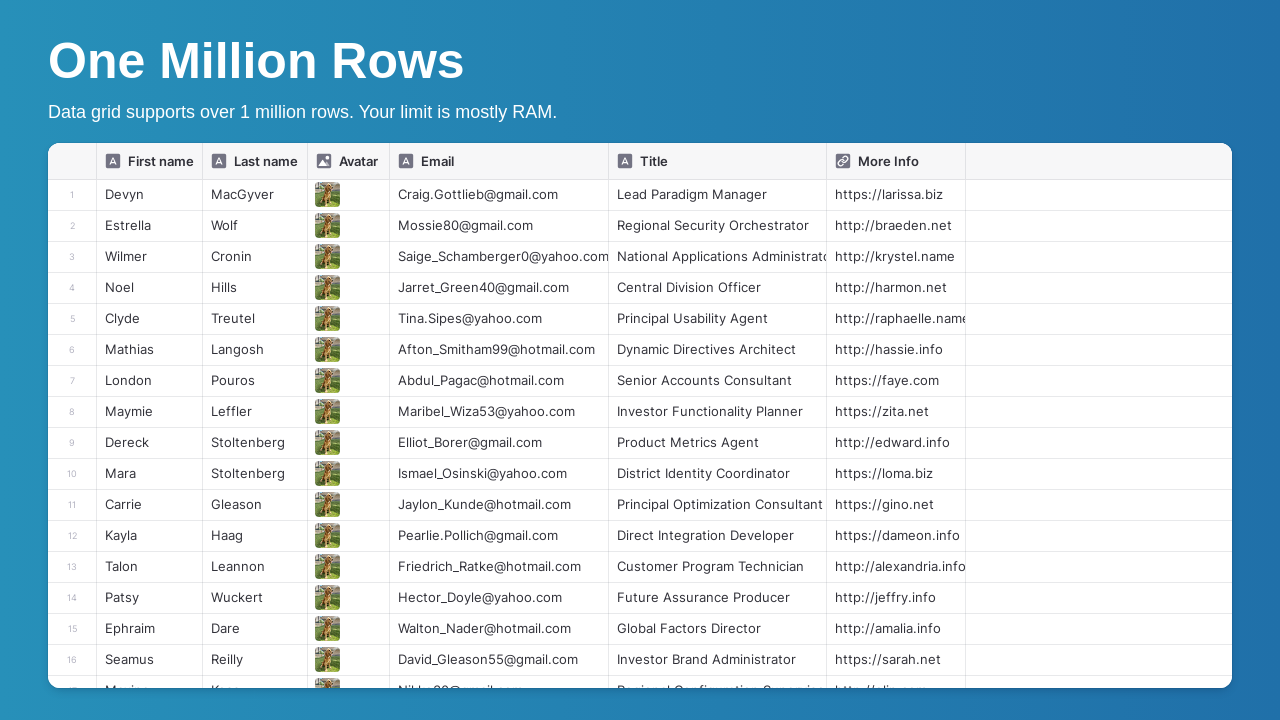 One Million Rows
Data grid supports over 1 million rows. Your limit is mostly RAM.
First name Last name Avatar Email Title More Info
1 Devyn MacGyver Craig.Gottlieb@gmail.com Lead Paradigm Manager https://larissa.biz
2 Estrella Wolf Mossie80@gmail.com Regional Security Orchestrator http://braeden.net
3 Wilmer Cronin Saige_Schamberger0@yahoo.com National Applications Administrato http://krystel.name
4 Noel Hills Jarret_Green40@gmail.com Central Division Officer http://harmon.net
5 Clyde Treutel Tina.Sipes@yahoo.com Principal Usability Agent http://raphaelle.name
6 Mathias Langosh Afton_Smitham99@hotmail.com Dynamic Directives Architect http://hassie.info
7 London Pouros Abdul_Pagac@hotmail.com Senior Accounts Consultant https://faye.com
8 Maymie Leffler Maribel_Wiza53@yahoo.com Investor Functionality Planner https://zita.net
9 Dereck Stoltenberg Elliot_Borer@gmail.com Product Metrics Agent http://edward.info
10 Mara Stoltenberg Ismael_Osinski@yahoo.com District Identity Coordinator https://loma.biz
11 Carrie Gleason Jaylon_Kunde@hotmail.com Principal Optimization Consultant https://gino.net
12 Kayla Haag Pearlie.Pollich@gmail.com Direct Integration Developer https://dameon.info
13 Talon Leannon Friedrich_Ratke@hotmail.com Customer Program Technician http://alexandria.info
14 Patsy Wuckert Hector_Doyle@yahoo.com Future Assurance Producer http://jeffry.info
15 Ephraim Dare Walton_Nader@hotmail.com Global Factors Director http://amalia.info
16 Seamus Reilly David_Gleason55@gmail.com Investor Brand Administrator https://sarah.net